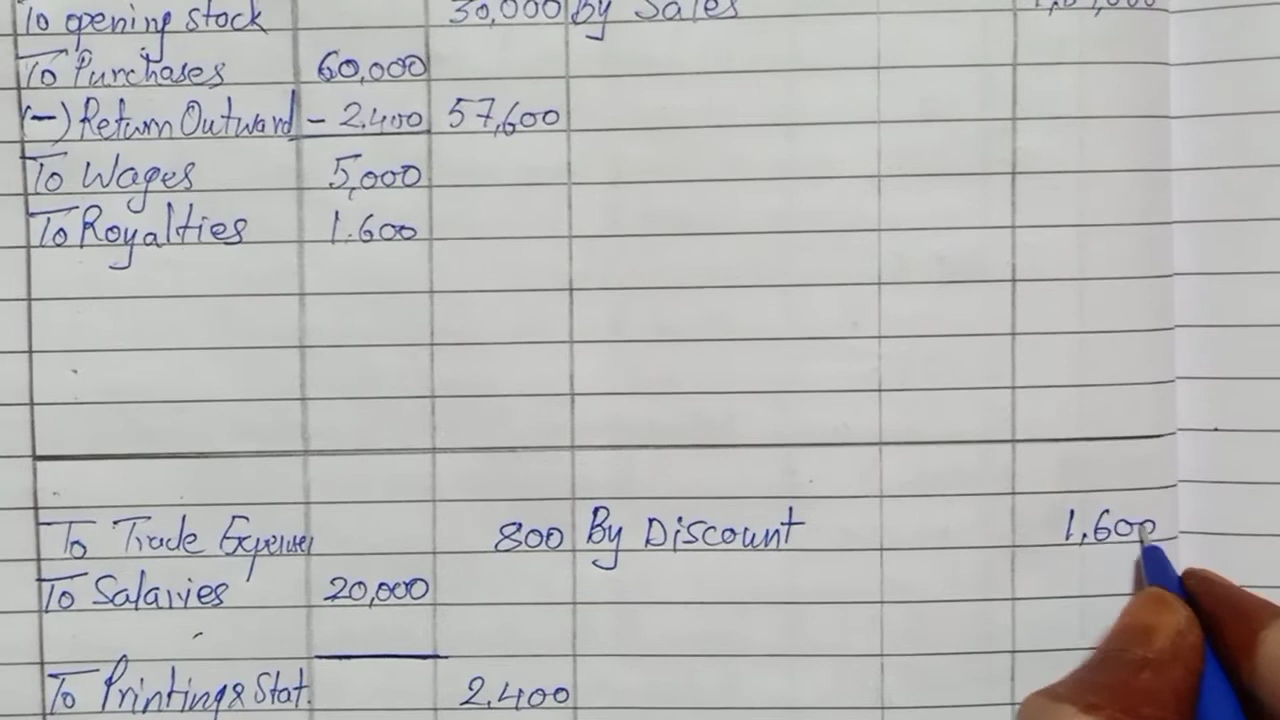 To opening stock 30,000 By Sales
To Purchases 60,000
(-) Return Outward - 2.400 57,600
To Wages 5,000
To Royalties 1.600
To Trade Expenses 800 By Discount 1,600
To Salaries 20,000
To Printing & Stat. 2.400